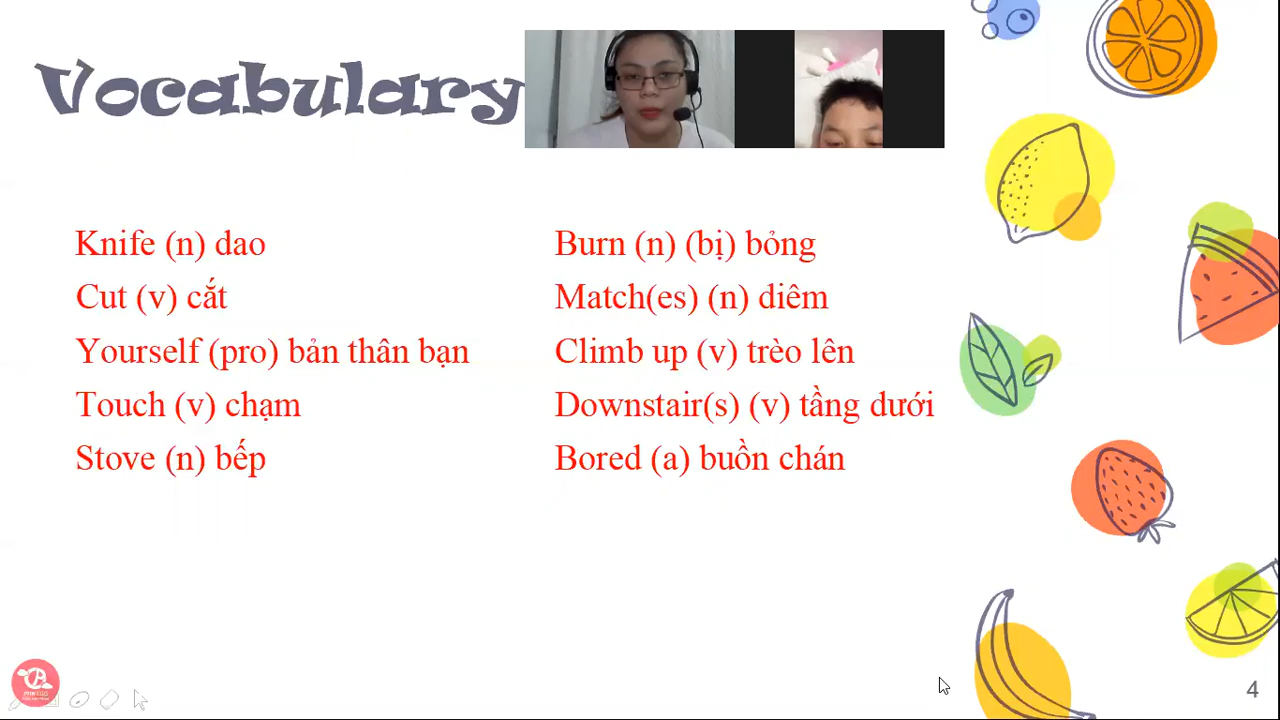 Vocabulary
Knife (n) dao
Cut (v) cắt
Yourself (pro) bản thân bạn
Touch (v) chạm
Stove (n) bếp
Burn (n) (bị) bỏng
Match(es) (n) diêm
Climb up (v) trèo lên
Downstair(s) (v) tầng dưới
Bored (a) buồn chán
4